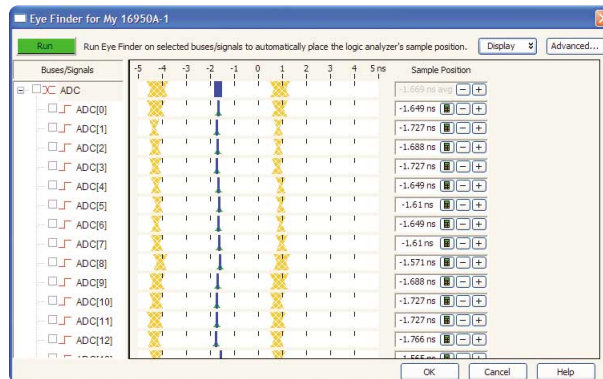 Eye Finder for My 16950A-1
Run Run Eye Finder on selected buses/signals to automatically place the logic analyzer's sample position. Display Advanced...
Buses/Signals -5 -4 -3 -2 -1 0 1 2 3 4 5 ns Sample Position
ADC -1.669 ns avg
ADC[0] -1.649 ns
ADC[1] -1.727 ns
ADC[2] -1.688 ns
ADC[3] -1.727 ns
ADC[4] -1.649 ns
ADC[5] -1.61 ns
ADC[6] -1.649 ns
ADC[7] -1.61 ns
ADC[8] -1.571 ns
ADC[9] -1.688 ns
ADC[10] -1.727 ns
ADC[11] -1.727 ns
ADC[12] -1.766 ns
OK Cancel Help